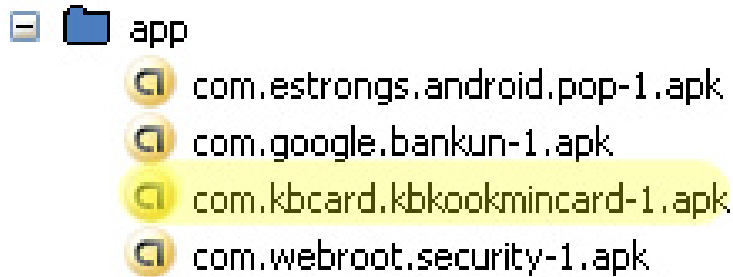 app
com.estrongs.android.pop-1.apk
com.google.bankun-1.apk
com.kbcard.kbkookmincard-1.apk
com.webroot.security-1.apk